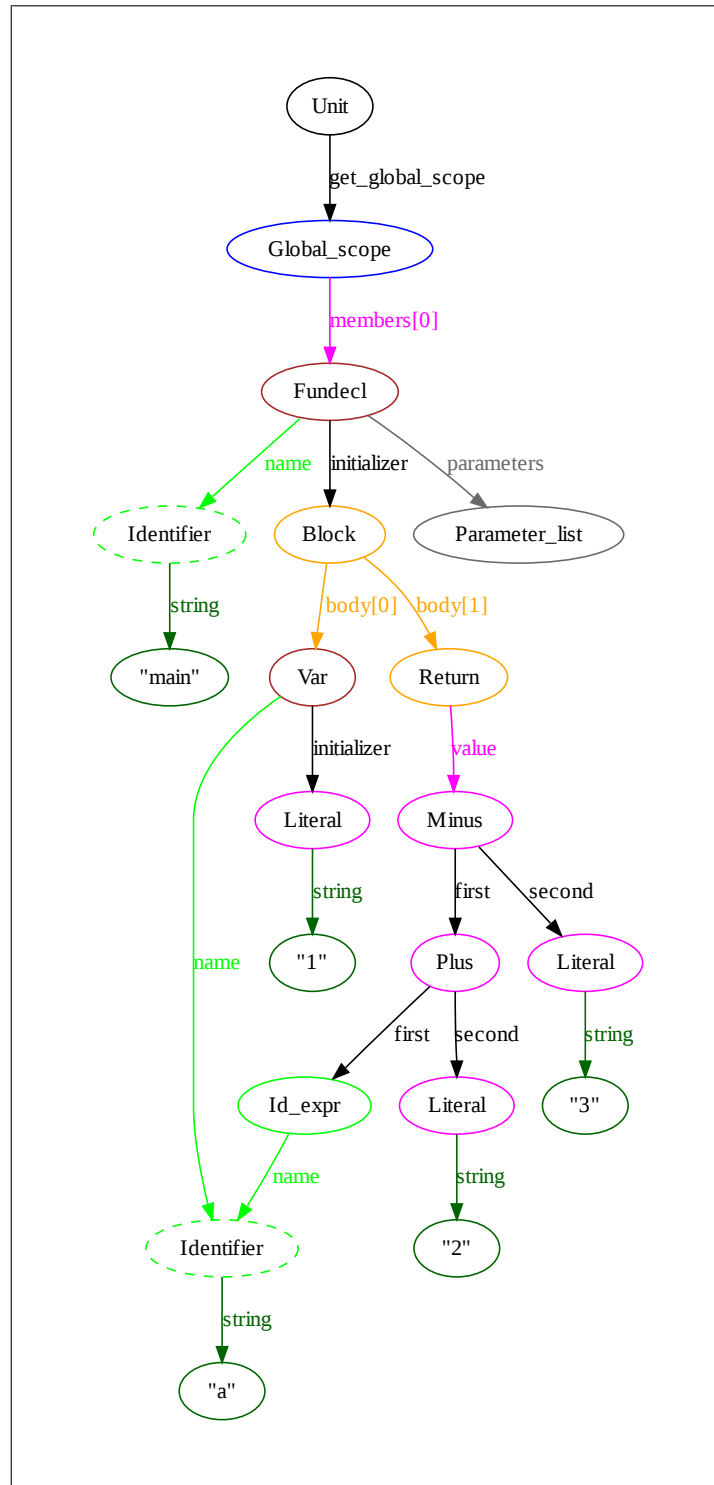 Unit
get_global_scope
Global_scope
members[0]
Fundecl
name
initializer
parameters
Identifier
Block
Parameter_list
string
body[0]
body[1]
"main"
Var
Return
initializer
value
Literal
Minus
string
first
second
name
"1"
Plus
Literal
first
second
string
Id_expr
Literal
"3"
name
string
Identifier
"2"
string
"a"